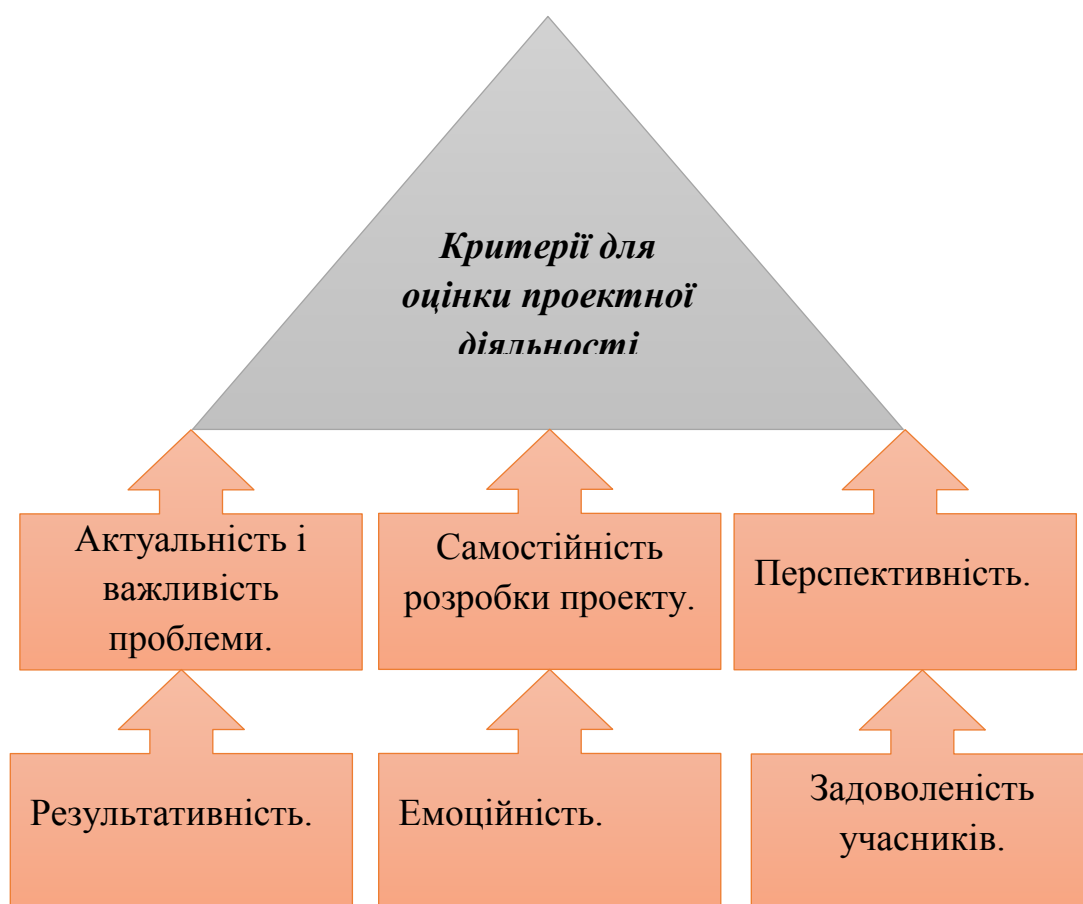 Критерії для
оцінки проектної
діяльності
Актуальність і
важливість
проблеми.
Самостійність
розробки проекту.
Перспективність.
Результативність.
Емоційність.
Задоволеність
учасників.